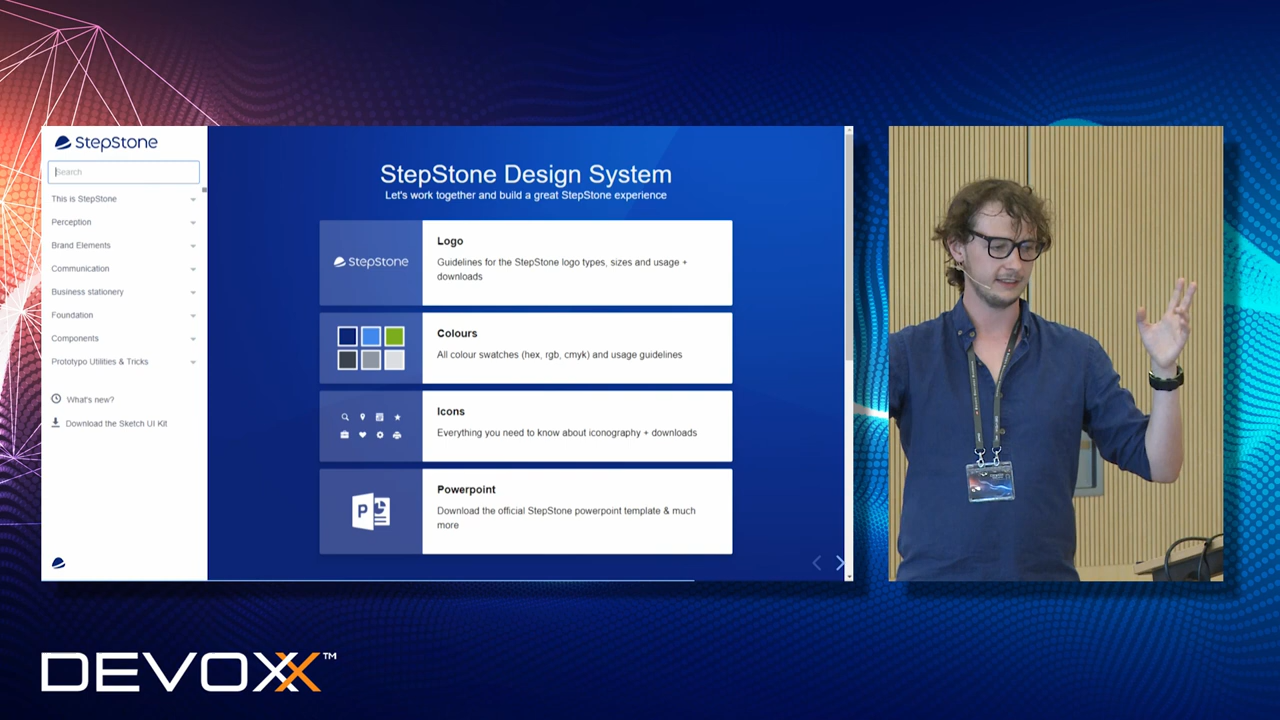 StepStone
Search
This is StepStone
Perception
Brand Elements
Communication
Business stationery
Foundation
Components
Prototypo Utilities & Tricks
What's new?
Download the Sketch UI Kit
StepStone Design System
Let's work together and build a great StepStone experience
StepStone
Logo
Guidelines for the StepStone logo types, sizes and usage +
downloads
Colours
All colour swatches (hex, rgb, cmyk) and usage guidelines
Icons
Everything you need to know about iconography + downloads
P
Powerpoint
Download the official StepStone powerpoint template & much
more
DEVOXX™